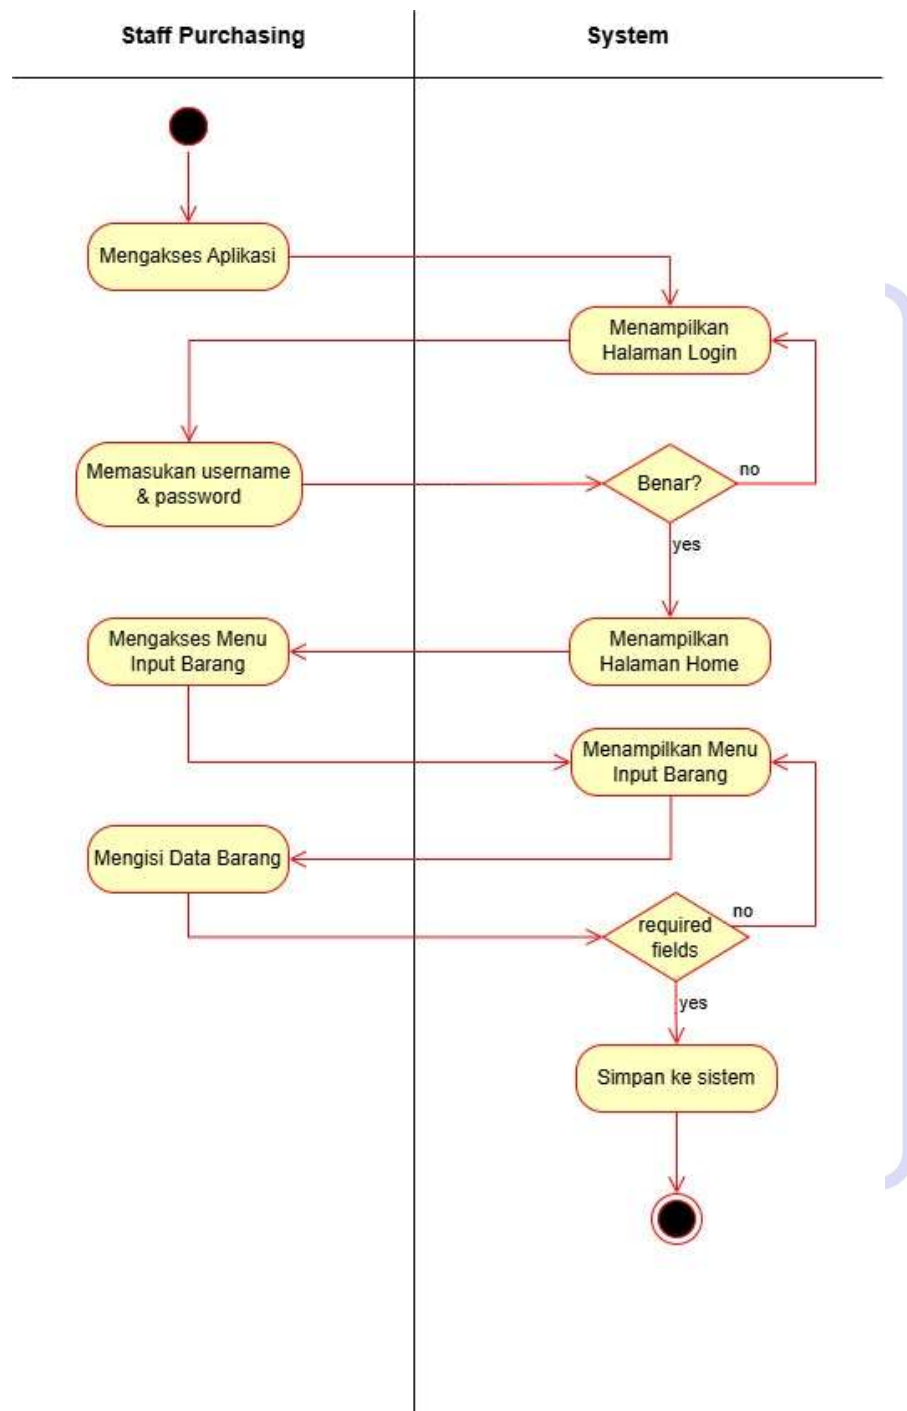 Staff Purchasing
System
Mengakses Aplikasi
Menampilkan
Halaman Login
Memasukan username
& password
Benar?
no
yes
Mengakses Menu
Input Barang
Menampilkan
Halaman Home
Menampilkan Menu
Input Barang
Mengisi Data Barang
required
fields
no
yes
Simpan ke sistem